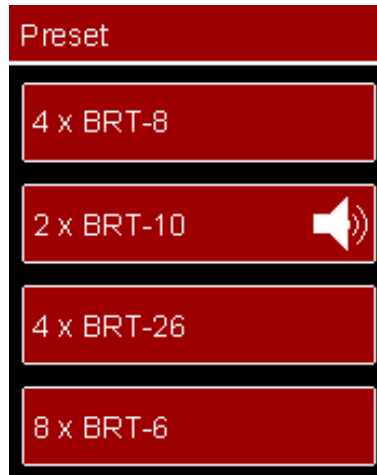 Preset
4 x BRT-8
2 x BRT-10
4 x BRT-26
8 x BRT-6